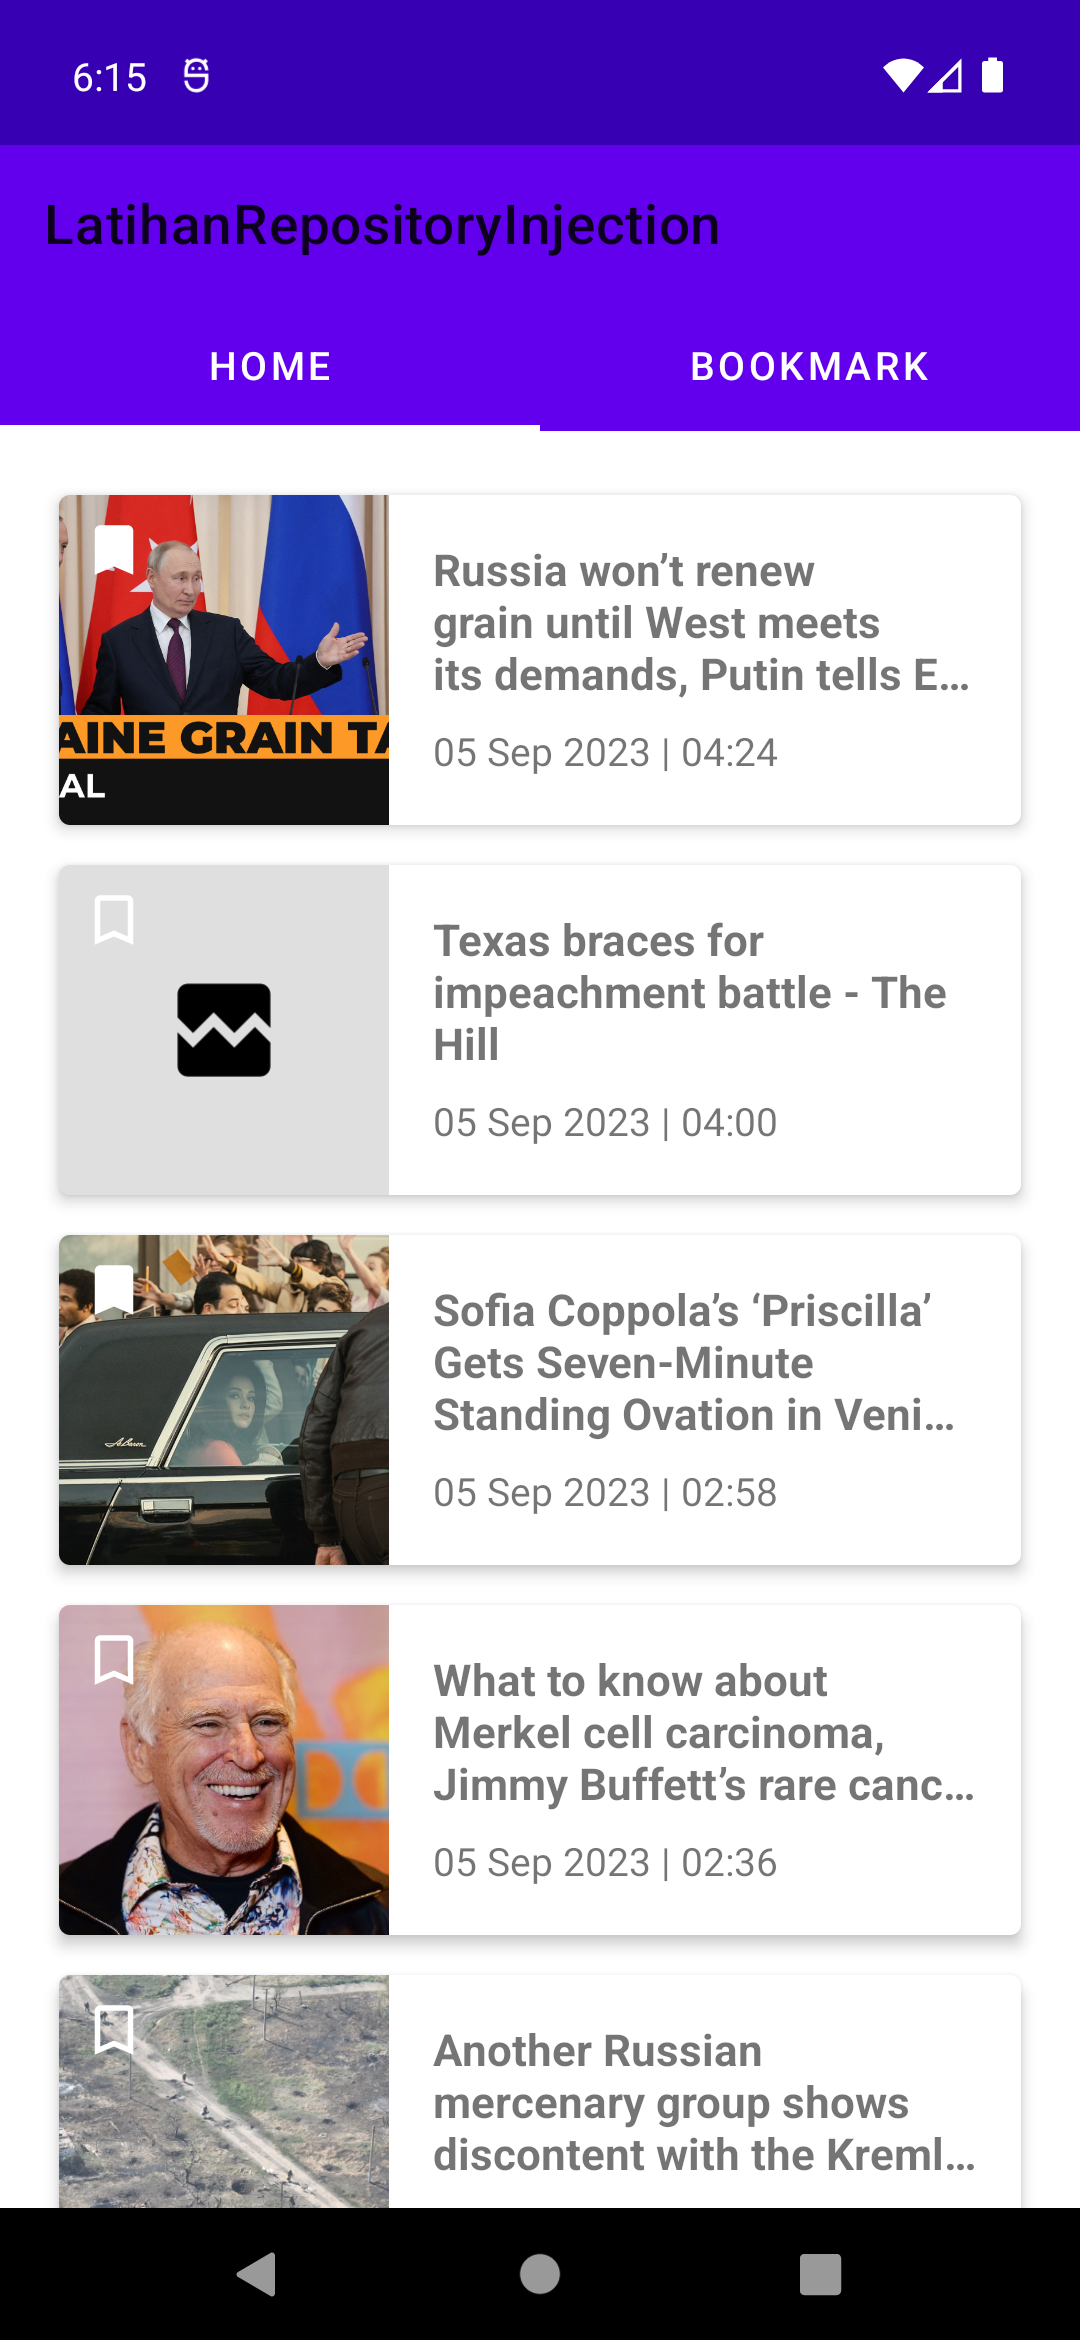 6:15
LatihanRepositoryInjection
HOME
BOOKMARK
Russia won’t renew
grain until West meets
its demands, Putin tells E...
AINE GRAIN TA
AL
05 Sep 2023 | 04:24
Texas braces for
impeachment battle - The
Hill
05 Sep 2023 | 04:00
Sofia Coppola’s ‘Priscilla’
Gets Seven-Minute
Standing Ovation in Veni...
05 Sep 2023 | 02:58
What to know about
Merkel cell carcinoma,
Jimmy Buffett’s rare canc...
05 Sep 2023 | 02:36
Another Russian
mercenary group shows
discontent with the Kreml...